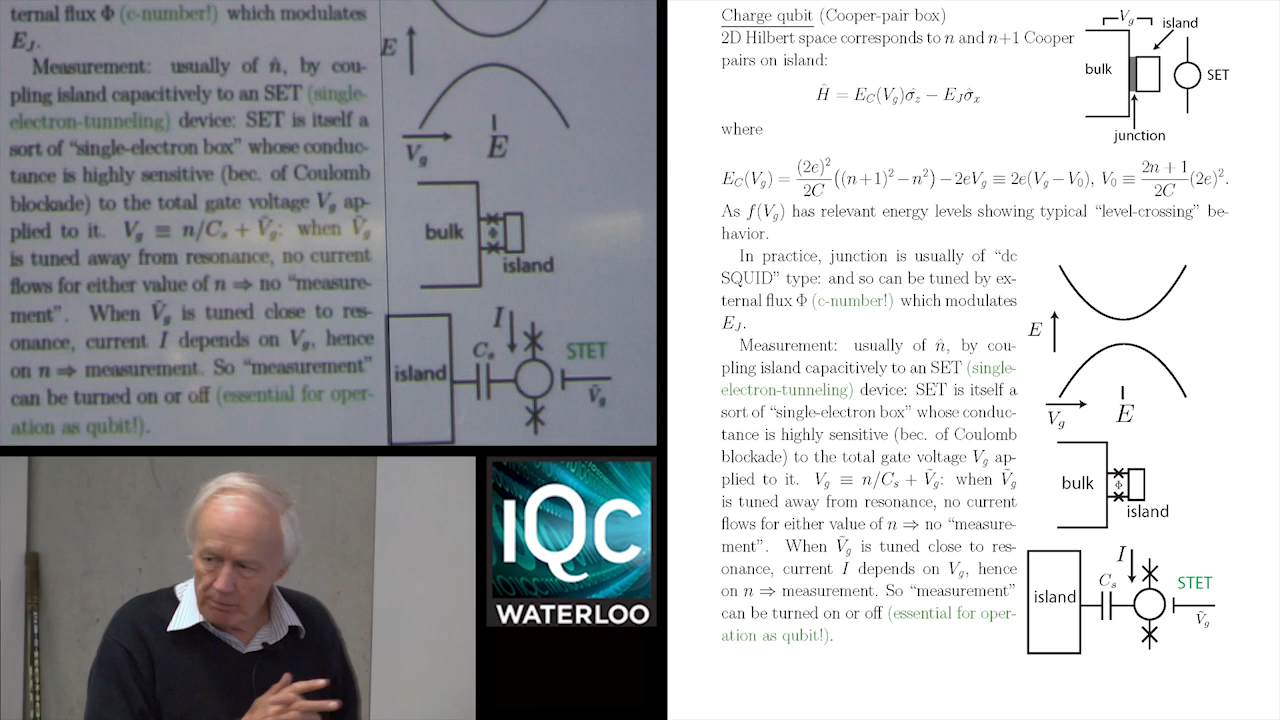 ternal flux Φ (c-number!) which modulates
E_J.
Measurement: usually of n̂, by cou-
pling island capacitively to an SET (single-
electron-tunneling) device: SET is itself a
sort of “single-electron box” whose conduc-
tance is highly sensitive (bec. of Coulomb
blockade) to the total gate voltage V_g ap-
plied to it. V_g ≡ n/C_s + Ṽ_g: when Ṽ_g
is tuned away from resonance, no current
flows for either value of n ⇒ no “measure-
ment”. When Ṽ_g is tuned close to res-
onance, current I depends on V_g, hence
on n ⇒ measurement. So “measurement”
can be turned on or off (essential for oper-
ation as qubit!).
E
V_g
E
bulk
Φ
island
I
C_s
STET
island
Ṽ_g
IQC
WATERLOO
Charge qubit (Cooper-pair box)
2D Hilbert space corresponds to n and n+1 Cooper
pairs on island:
Ĥ = E_C(V_g)σ̂_z − E_Jσ̂_x
where
E_C(V_g) = (2e)²/2C ((n+1)²−n²)−2eV_g ≡ 2e(V_g−V_0), V_0 ≡ 2n + 1/2C (2e)².
As f(V_g) has relevant energy levels showing typical “level-crossing” be-
havior.
In practice, junction is usually of “dc
SQUID” type: and so can be tuned by ex-
ternal flux Φ (c-number!) which modulates
E_J.
Measurement: usually of n̂, by cou-
pling island capacitively to an SET (single-
electron-tunneling) device: SET is itself a
sort of “single-electron box” whose conduc-
tance is highly sensitive (bec. of Coulomb
blockade) to the total gate voltage V_g ap-
plied to it. V_g ≡ n/C_s + Ṽ_g: when Ṽ_g
is tuned away from resonance, no current
flows for either value of n ⇒ no “measure-
ment”. When Ṽ_g is tuned close to res-
onance, current I depends on V_g, hence
on n ⇒ measurement. So “measurement”
can be turned on or off (essential for oper-
ation as qubit!).
V_g
island
bulk
SET
junction
E
V_g
E
bulk
Φ
island
I
C_s
STET
island
Ṽ_g